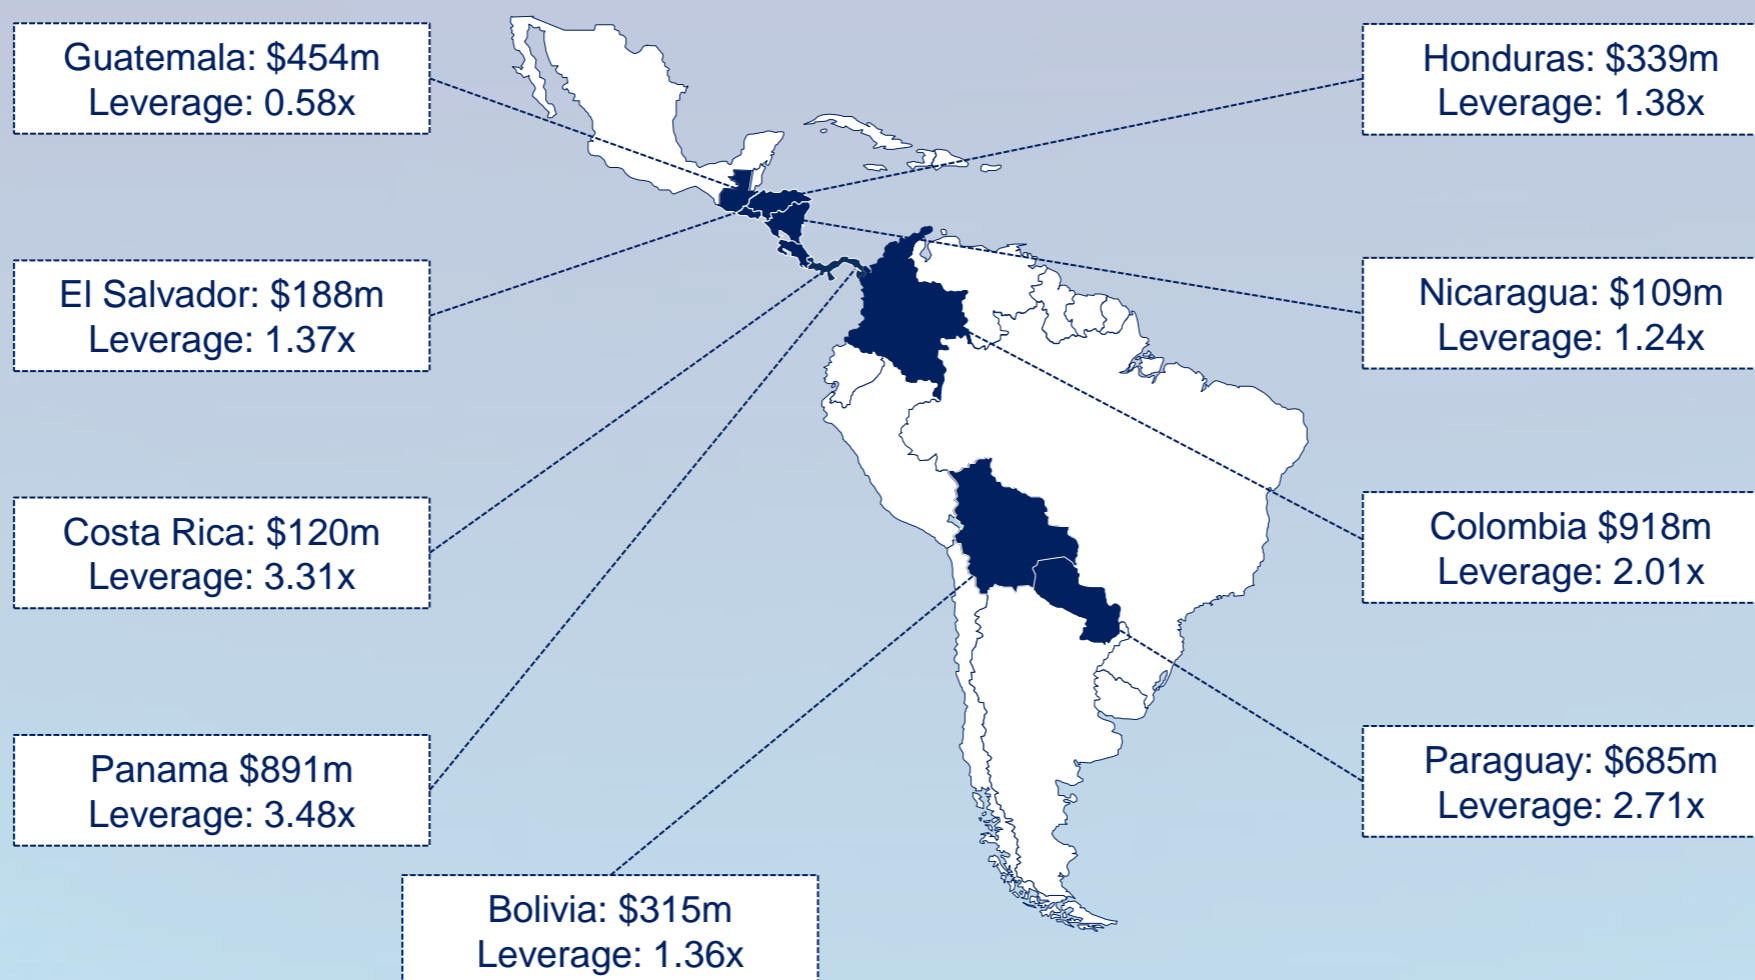 Guatemala: $454m
Leverage: 0.58x
Honduras: $339m
Leverage: 1.38x
El Salvador: $188m
Leverage: 1.37x
Nicaragua: $109m
Leverage: 1.24x
Costa Rica: $120m
Leverage: 3.31x
Colombia $918m
Leverage: 2.01x
Panama $891m
Leverage: 3.48x
Paraguay: $685m
Leverage: 2.71x
Bolivia: $315m
Leverage: 1.36x